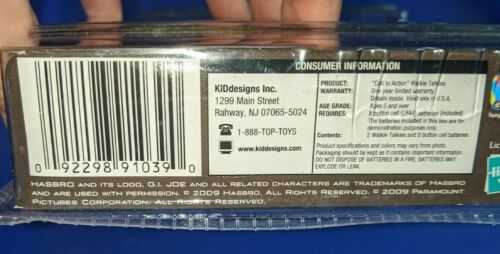 CONSUMER INFORMATION
KIDdesigns Inc.
1299 Main Street
Rahway, NJ 07065-5024
1-888-TOP-TOYS
www.kiddesigns.com
PRODUCT: "Call to Action" Walkie Talkies
WARRANTY: One year limited warranty
Details inside. Valid only in U.S.A.
AGE GRADE: Ages 5 and over
REQUIRES: 8 button cell (LR44) batteries (included)
The batteries included in this box are for
demonstration purposes only.
CONTENTS: 2 Walkie Talkies and 8 button cell batteries
Product specifications and colors may vary from photo.
Packaging should be kept as it contains important information.
DO NOT DISPOSE OF BATTERIES IN A FIRE, MAY EXPLODE.
0 92298 91039 0
HASBRO AND ITS LOGO, G.I. JOE AND ALL RELATED CHARACTERS ARE TRADEMARKS OF HASBRO
AND ARE USED WITH PERMISSION. © 2009 HASBRO. ALL RIGHTS RESERVED. © 2009 PARAMOUNT
PICTURES CORPORATION. ALL RIGHTS RESERVED.